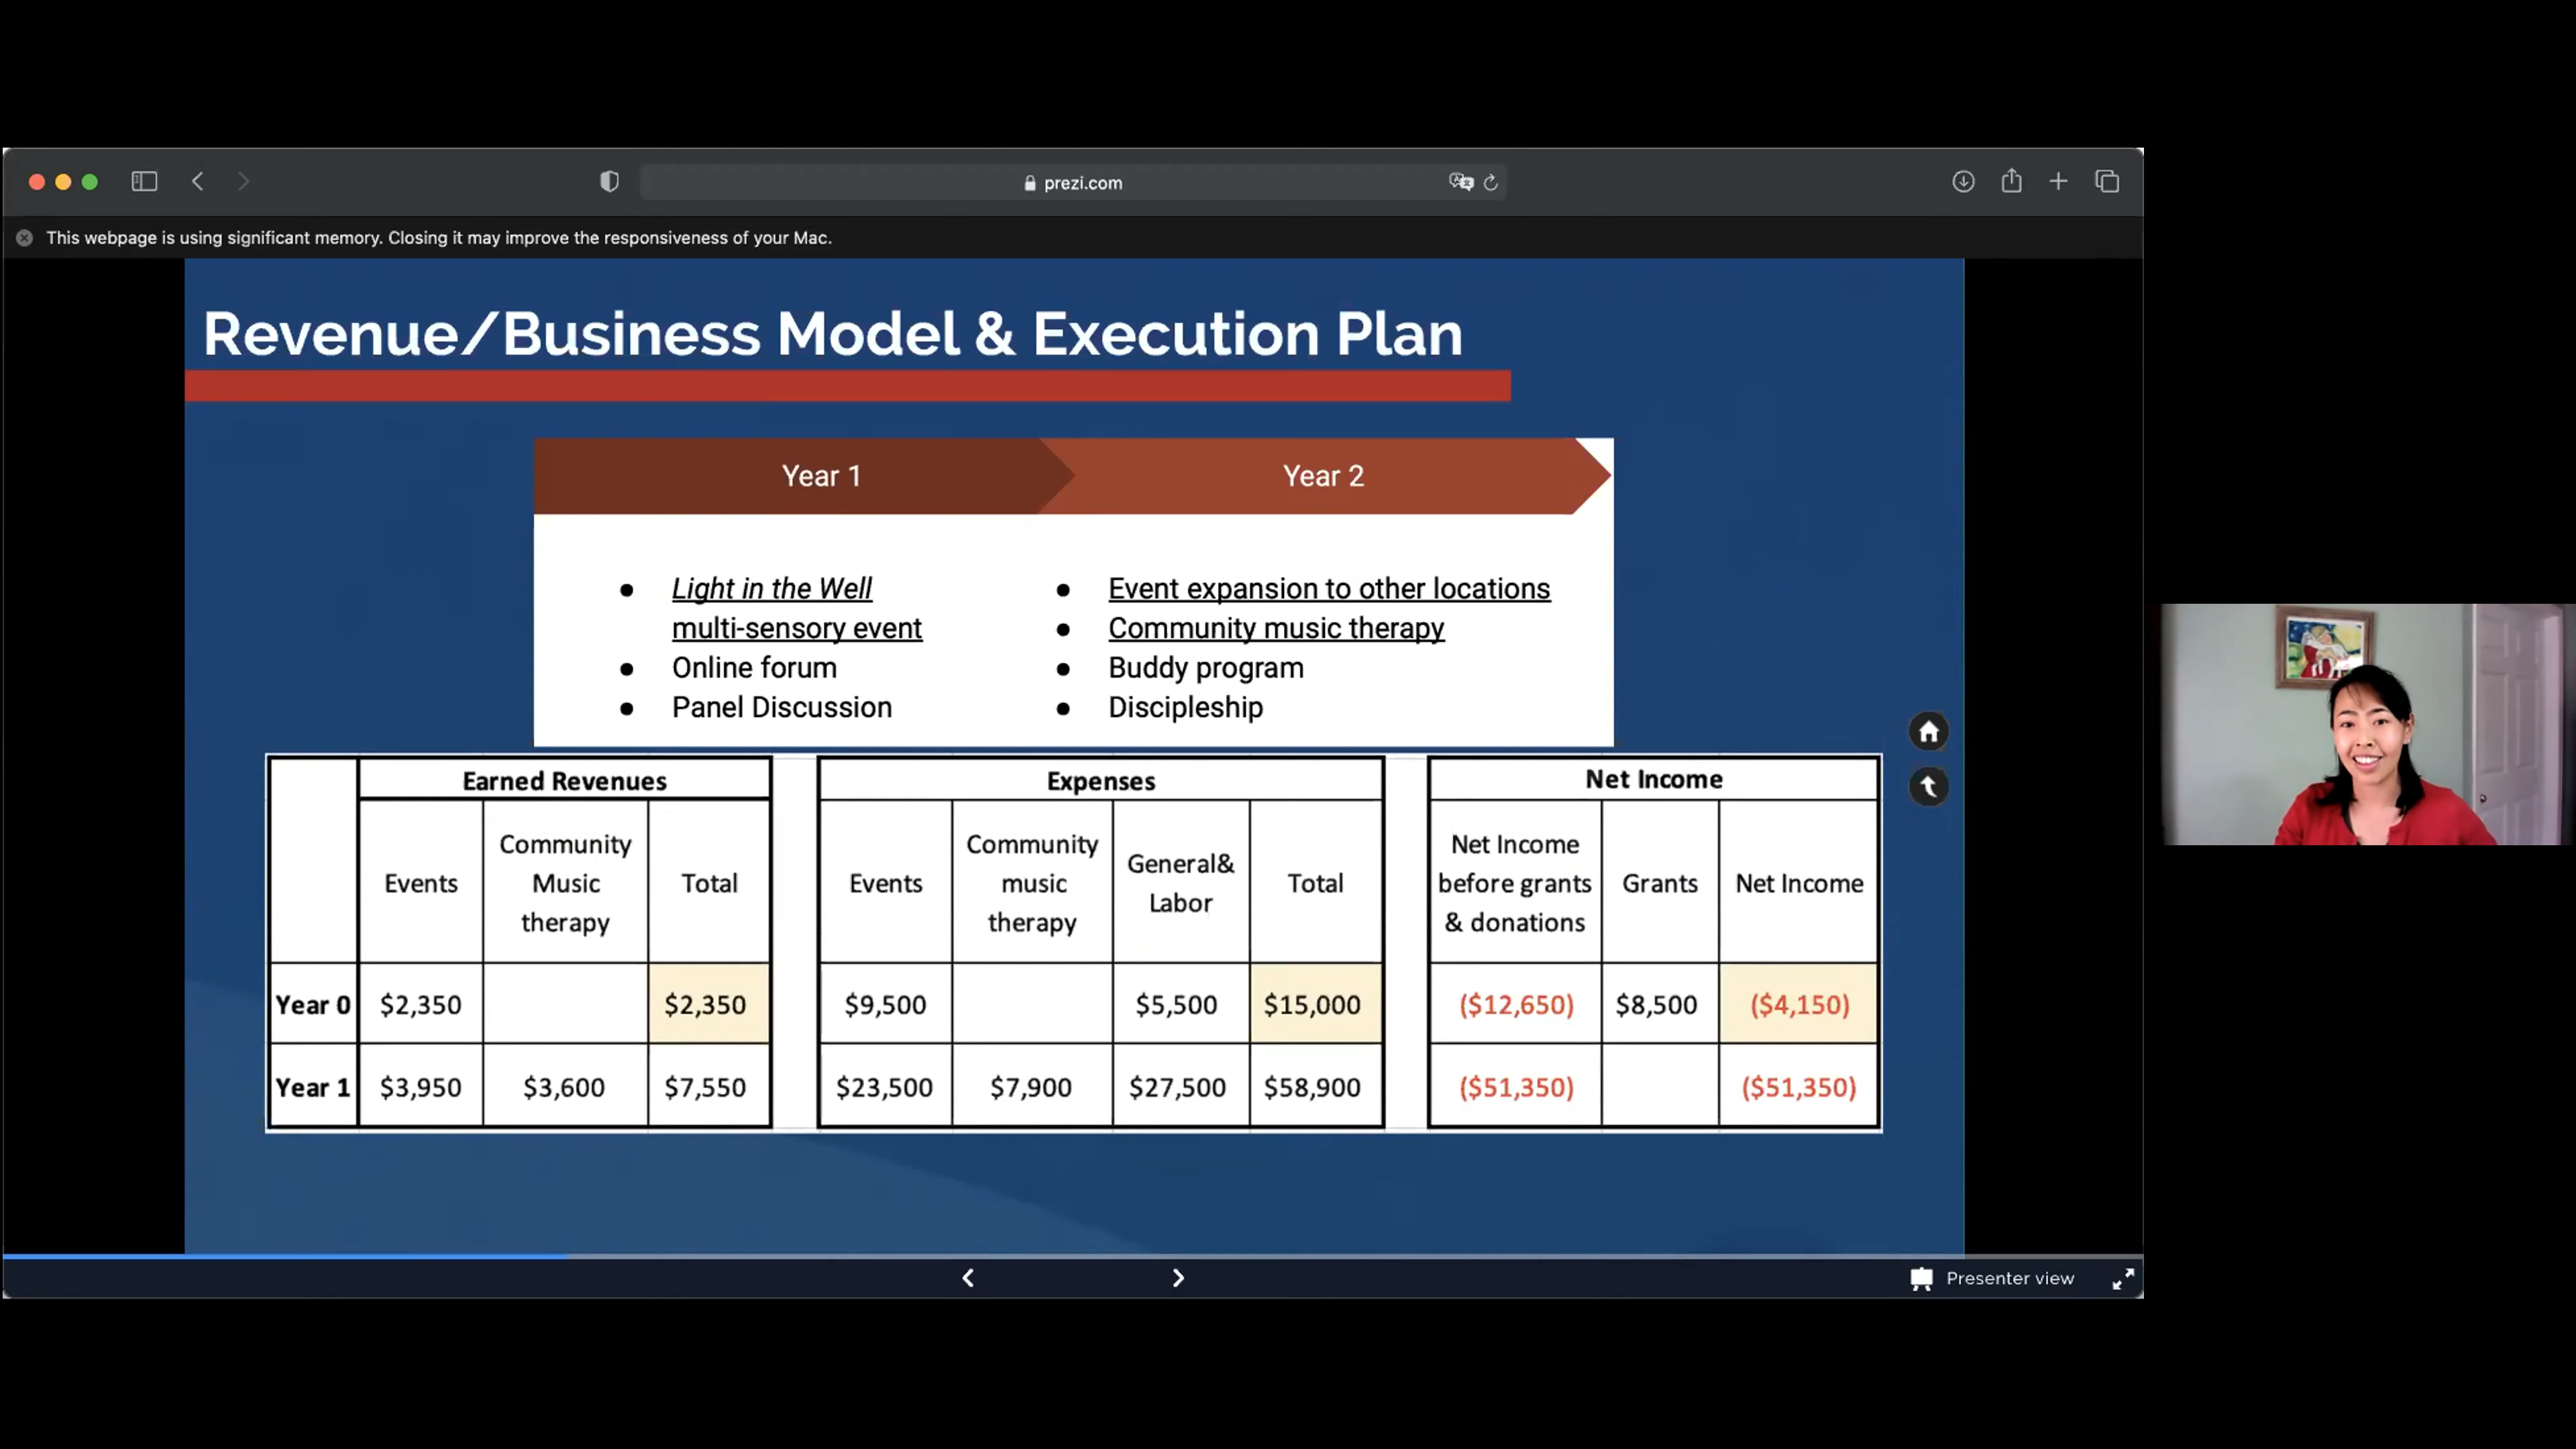 prezi.com
This webpage is using significant memory. Closing it may improve the responsiveness of your Mac.
Revenue/Business Model & Execution Plan
Year 1
Year 2
● Light in the Well
multi-sensory event
● Online forum
● Panel Discussion
● Event expansion to other locations
● Community music therapy
● Buddy program
● Discipleship
Earned Revenues
Expenses
Net Income
Events
Community
Music
therapy
Total
Events
Community
music
therapy
General&
Labor
Total
Net Income
before grants
& donations
Grants
Net Income
Year 0 $2,350 $2,350 $9,500 $5,500 $15,000 ($12,650) $8,500 ($4,150)
Year 1 $3,950 $3,600 $7,550 $23,500 $7,900 $27,500 $58,900 ($51,350) ($51,350)
Presenter view